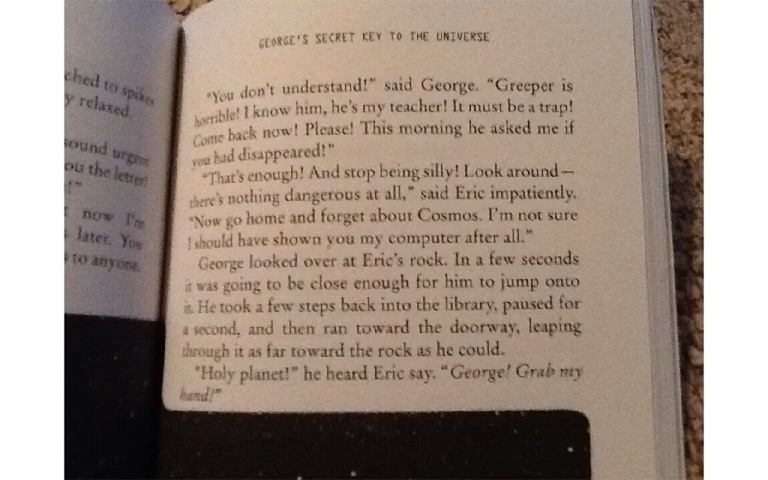 ched to spikes
y relaxed.
ound urgent
ou the letter!
!"
now I'm
later. You
to anyone.
GEORGE'S SECRET KEY TO THE UNIVERSE
"You don't understand!" said George. "Greeper is
horrible! I know him, he's my teacher! It must be a trap!
Come back now! Please! This morning he asked me if
you had disappeared!"
"That's enough! And stop being silly! Look around—
there's nothing dangerous at all," said Eric impatiently.
"Now go home and forget about Cosmos. I'm not sure
I should have shown you my computer after all."
George looked over at Eric's rock. In a few seconds
it was going to be close enough for him to jump onto
it. He took a few steps back into the library, paused for
a second, and then ran toward the doorway, leaping
through it as far toward the rock as he could.
"Holy planet!" he heard Eric say. "George! Grab my
hand!"